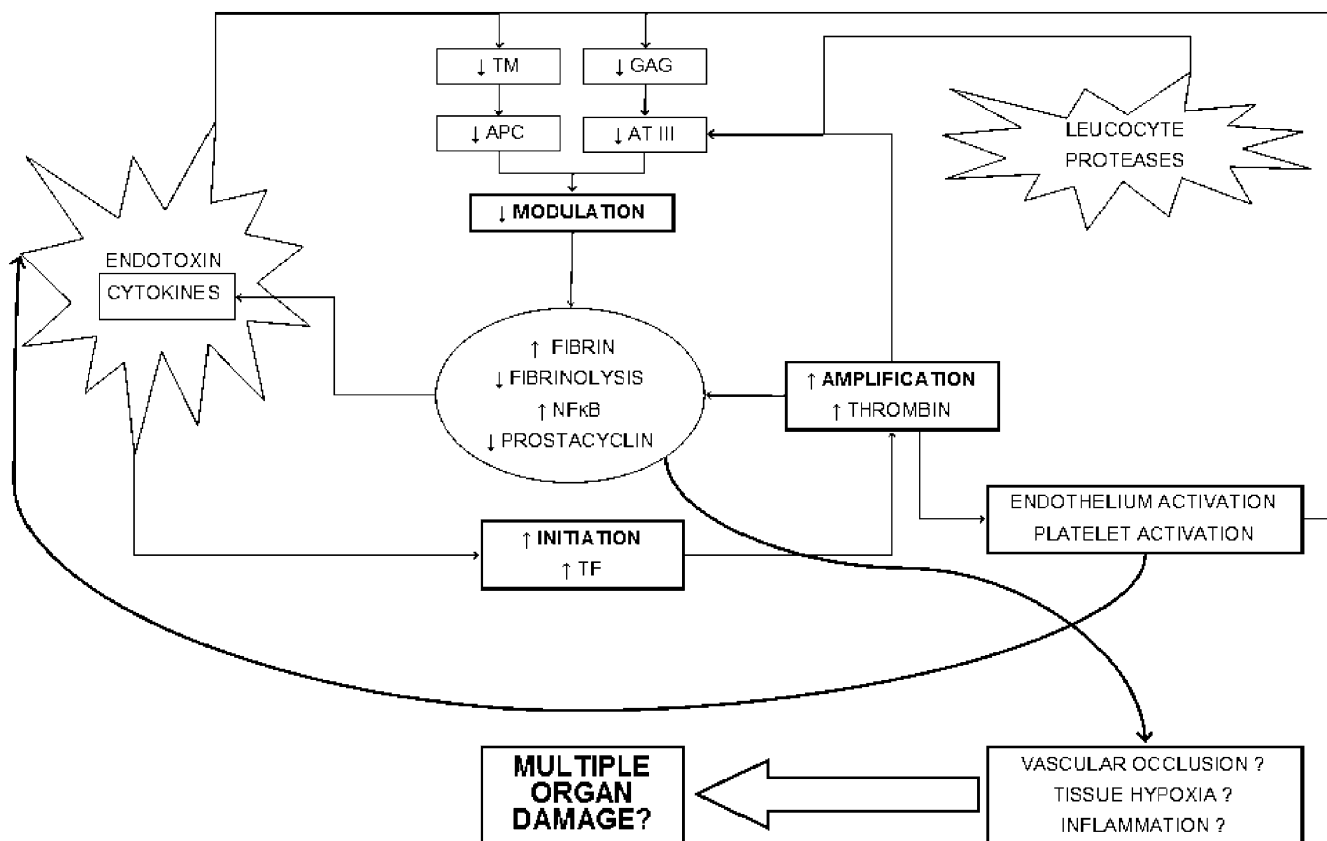 ↓ TM
↓ GAG
↓ APC
↓ AT III
LEUCOCYTE
PROTEASES
↓ MODULATION
ENDOTOXIN
CYTOKINES
↑ FIBRIN
↓ FIBRINOLYSIS
↑ NFκB
↓ PROSTACYCLIN
↑ AMPLIFICATION
↑ THROMBIN
↑ INITIATION
↑ TF
ENDOTHELIUM ACTIVATION
PLATELET ACTIVATION
MULTIPLE
ORGAN
DAMAGE?
VASCULAR OCCLUSION ?
TISSUE HYPOXIA ?
INFLAMMATION ?